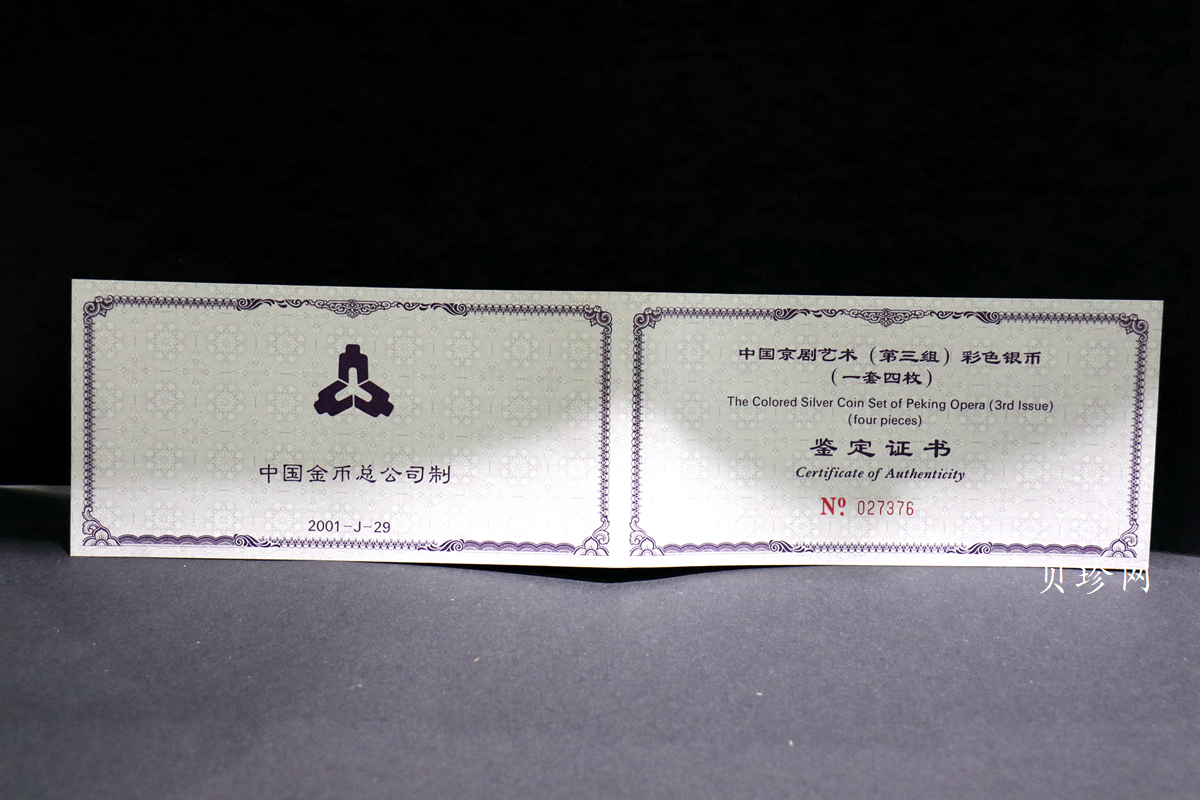 中国金币总公司制
2001-J-29
中国京剧艺术（第三组）彩色银币
（一套四枚）
The Colored Silver Coin Set of Peking Opera (3rd Issue)
(four pieces)
鉴定证书
Certificate of Authenticity
Nº. 027376
贝珍网